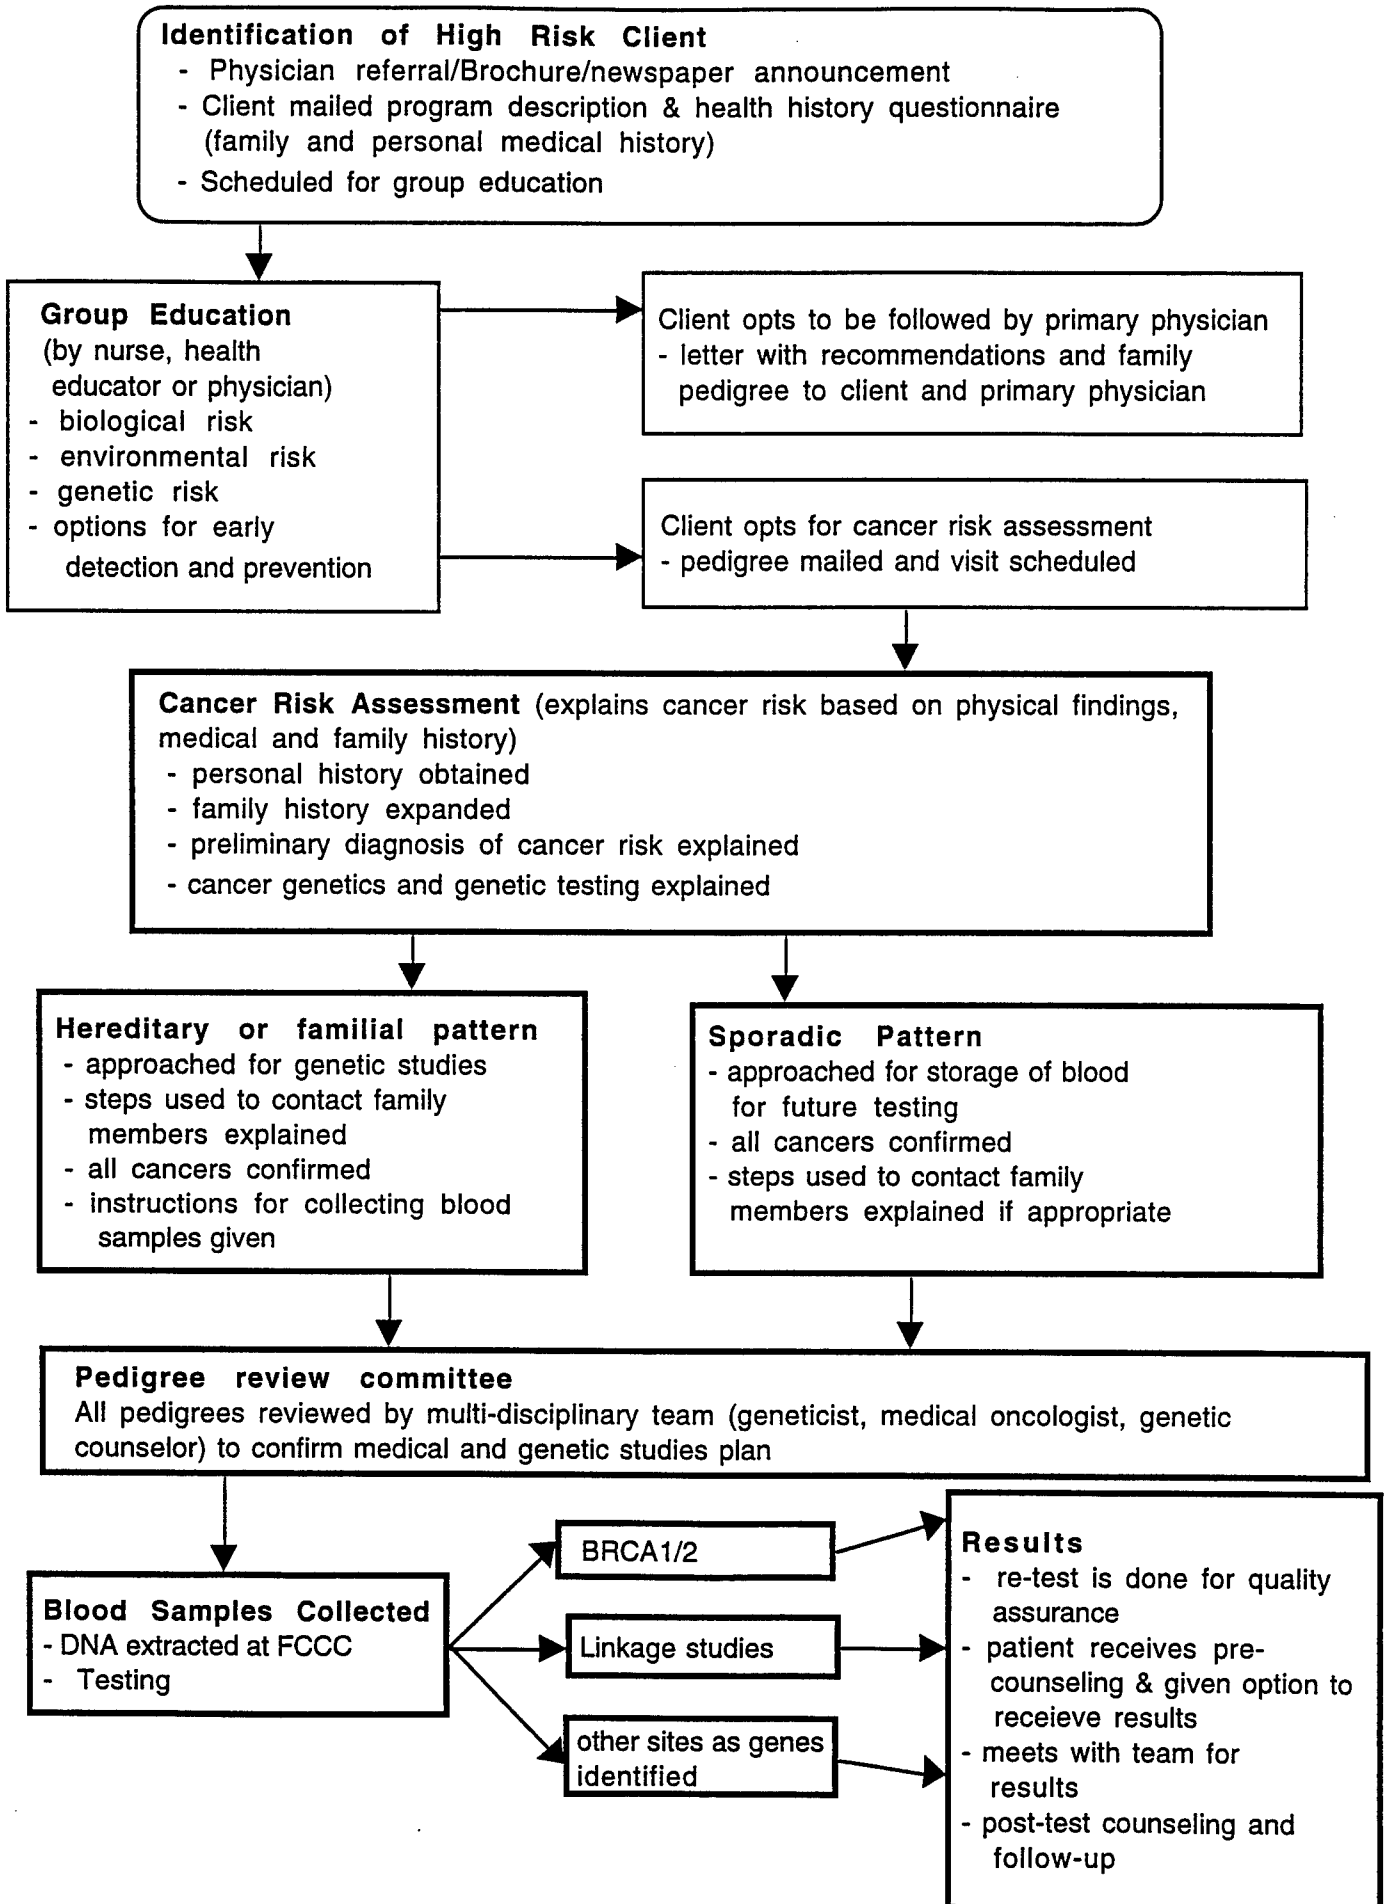 Identification of High Risk Client
- Physician referral/Brochure/newspaper announcement
- Client mailed program description & health history questionnaire
(family and personal medical history)
- Scheduled for group education
Group Education
(by nurse, health
educator or physician)
- biological risk
- environmental risk
- genetic risk
- options for early
detection and prevention
Client opts to be followed by primary physician
- letter with recommendations and family
pedigree to client and primary physician
Client opts for cancer risk assessment
- pedigree mailed and visit scheduled
Cancer Risk Assessment (explains cancer risk based on physical findings,
medical and family history)
- personal history obtained
- family history expanded
- preliminary diagnosis of cancer risk explained
- cancer genetics and genetic testing explained
Hereditary or familial pattern
- approached for genetic studies
- steps used to contact family
members explained
- all cancers confirmed
- instructions for collecting blood
samples given
Sporadic Pattern
- approached for storage of blood
for future testing
- all cancers confirmed
- steps used to contact family
members explained if appropriate
Pedigree review committee
All pedigrees reviewed by multi-disciplinary team (geneticist, medical oncologist, genetic
counselor) to confirm medical and genetic studies plan
Blood Samples Collected
- DNA extracted at FCCC
- Testing
BRCA1/2
Linkage studies
other sites as genes
identified
Results
- re-test is done for quality
assurance
- patient receives pre-
counseling & given option to
receieve results
- meets with team for
results
- post-test counseling and
follow-up